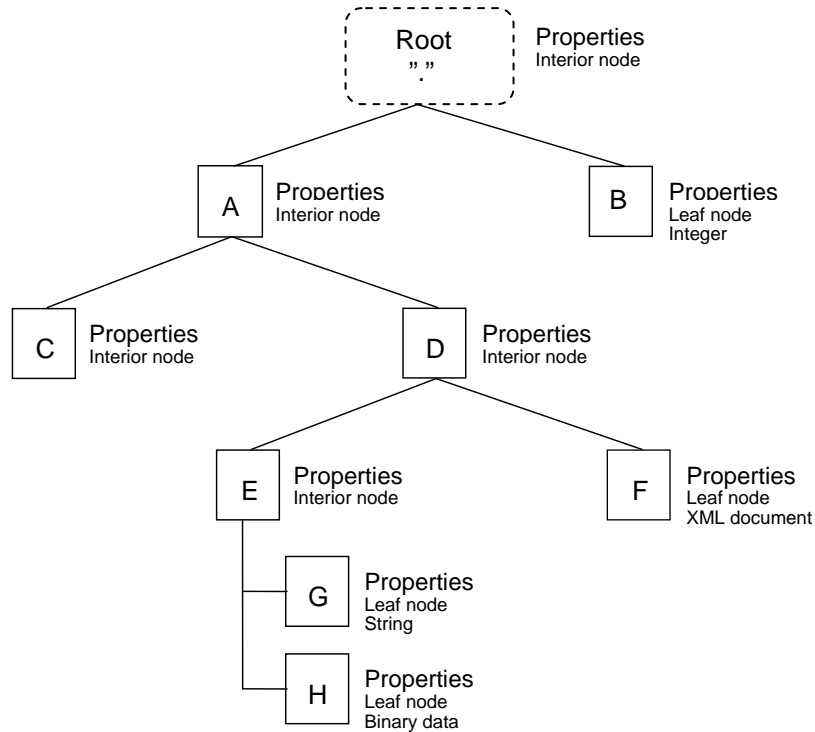 Root
"."
Properties
Interior node
A
Properties
Interior node
B
Properties
Leaf node
Integer
C
Properties
Interior node
D
Properties
Interior node
E
Properties
Interior node
F
Properties
Leaf node
XML document
G
Properties
Leaf node
String
H
Properties
Leaf node
Binary data